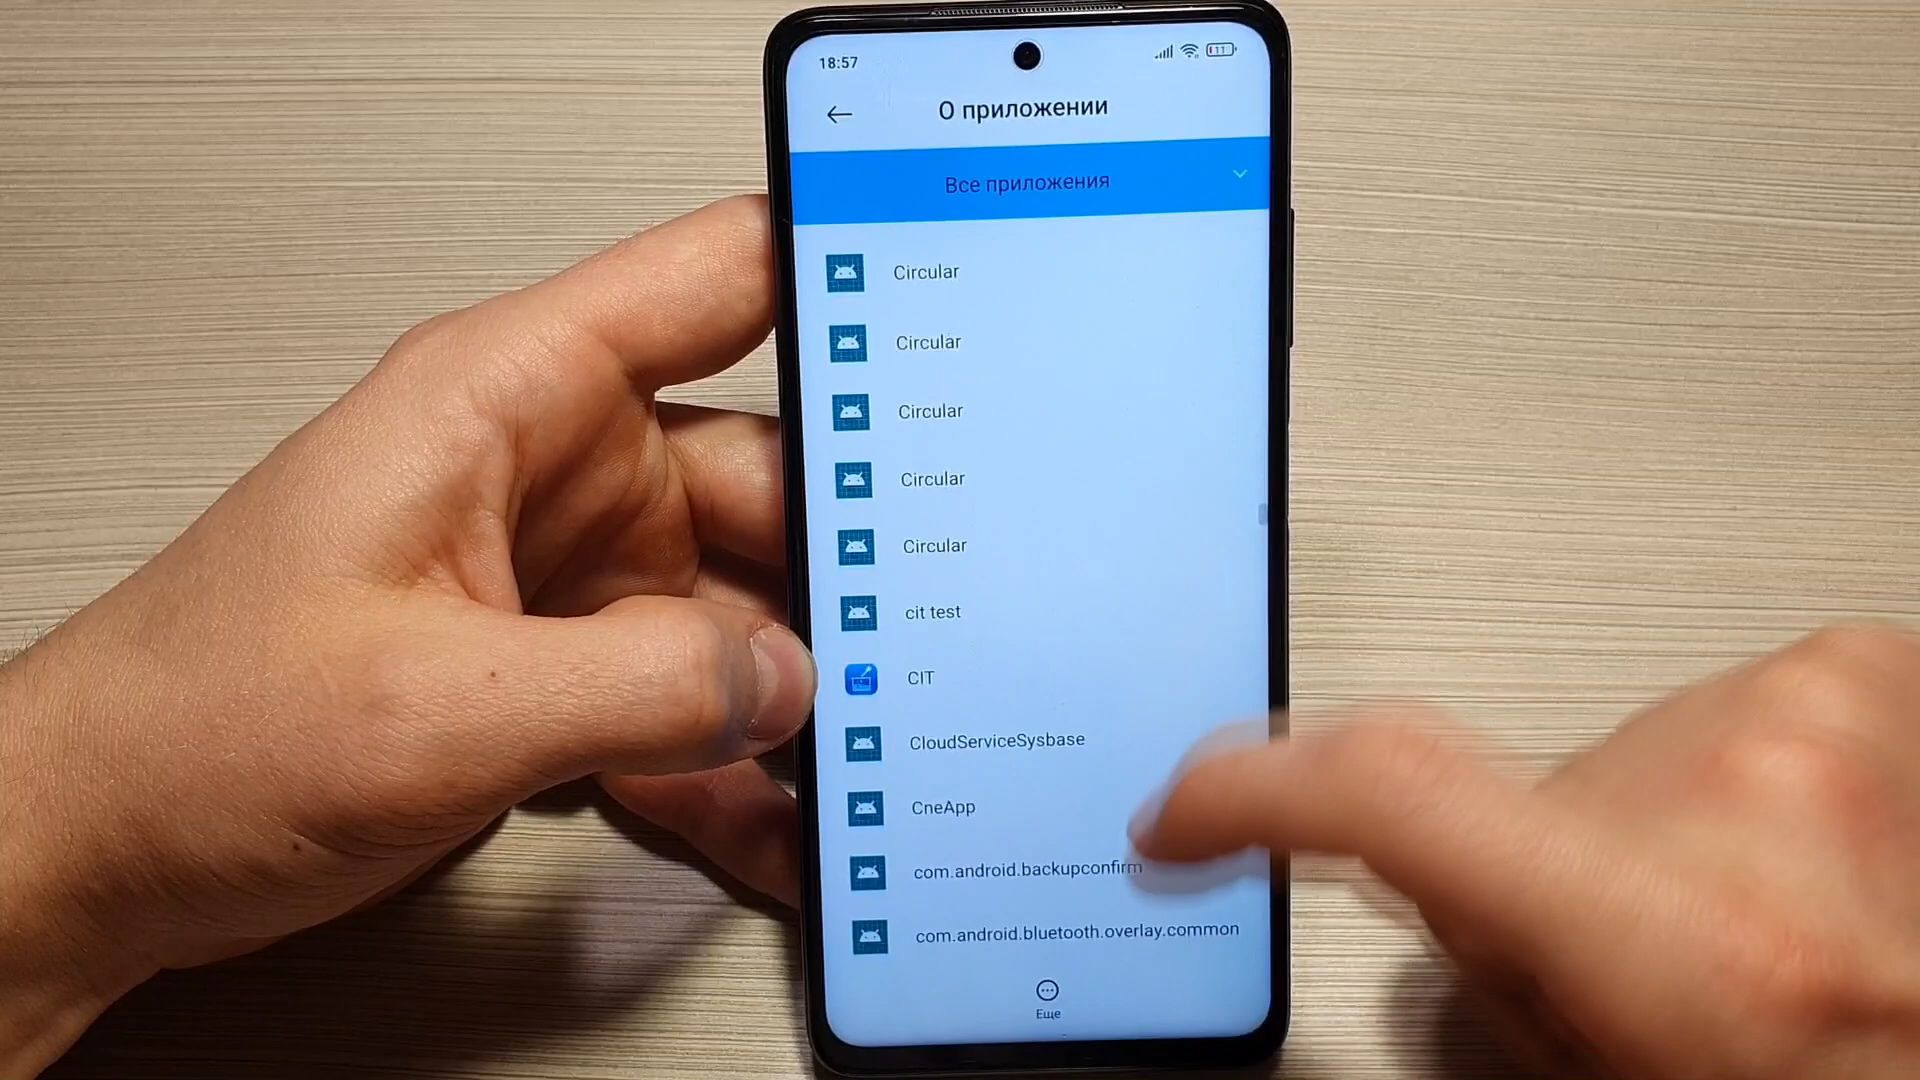 18:57
11
О приложении
Все приложения
Circular
Circular
Circular
Circular
Circular
cit test
CIT
CloudServiceSysbase
CneApp
com.android.backupconfirm
com.android.bluetooth.overlay.common
Еще